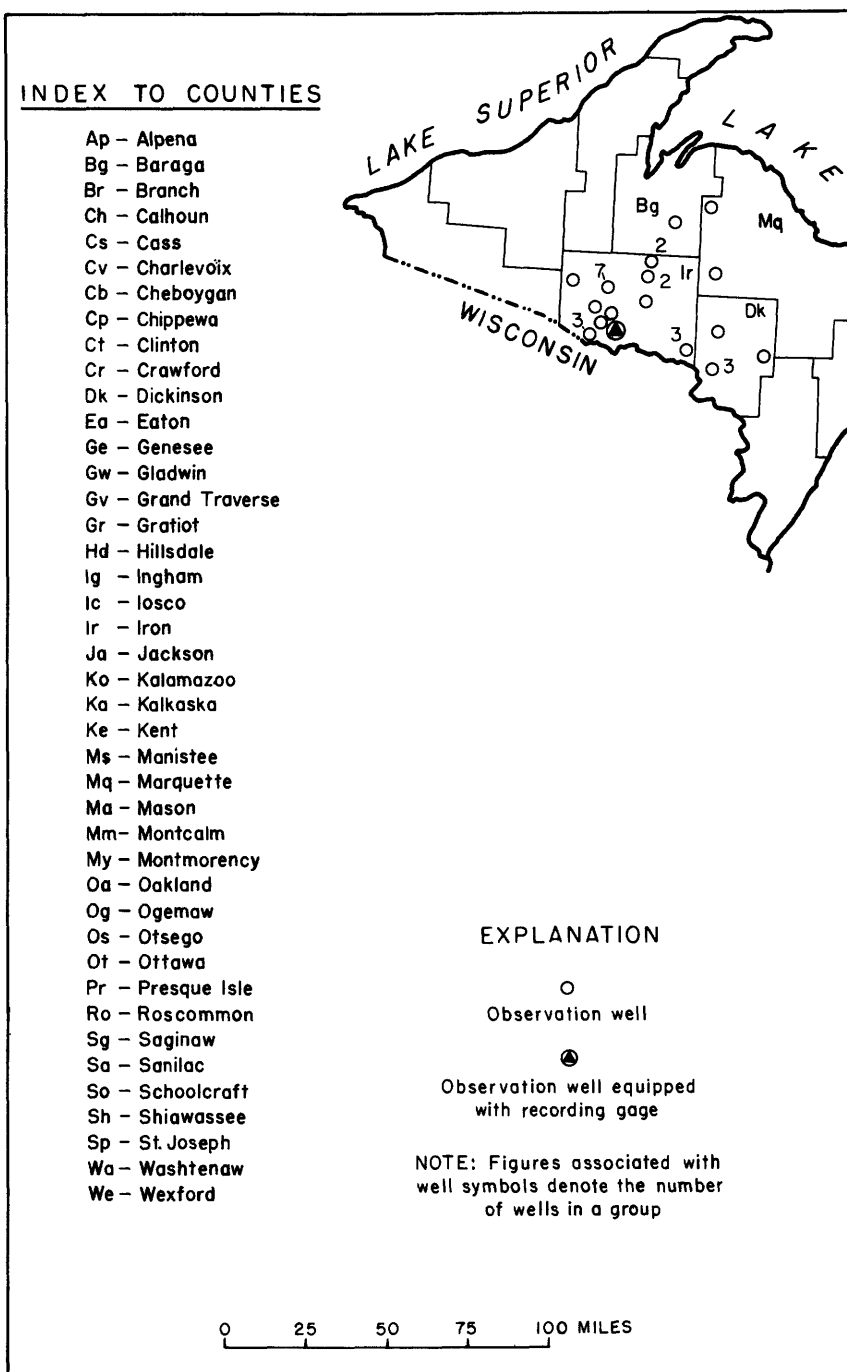 INDEX TO COUNTIES
Ap – Alpena
Bg – Baraga
Br – Branch
Ch – Calhoun
Cs – Cass
Cv – Charlevoix
Cb – Cheboygan
Cp – Chippewa
Ct – Clinton
Cr – Crawford
Dk – Dickinson
Ea – Eaton
Ge – Genesee
Gw – Gladwin
Gv – Grand Traverse
Gr – Gratiot
Hd – Hillsdale
Ig – Ingham
Ic – Iosco
Ir – Iron
Ja – Jackson
Ko – Kalamazoo
Ka – Kalkaska
Ke – Kent
Ms – Manistee
Mq – Marquette
Ma – Mason
Mm– Montcalm
My – Montmorency
Oa – Oakland
Og – Ogemaw
Os – Otsego
Ot – Ottawa
Pr – Presque Isle
Ro – Roscommon
Sg – Saginaw
Sa – Sanilac
So – Schoolcraft
Sh – Shiawassee
Sp – St. Joseph
Wa – Washtenaw
We – Wexford
LAKE SUPERIOR
LAKE
Bg
Mq
2
7
2
Ir
3
Dk
3
3
WISCONSIN
EXPLANATION
Observation well
Observation well equipped
with recording gage
NOTE: Figures associated with
well symbols denote the number
of wells in a group
0 25 50 75 100 MILES